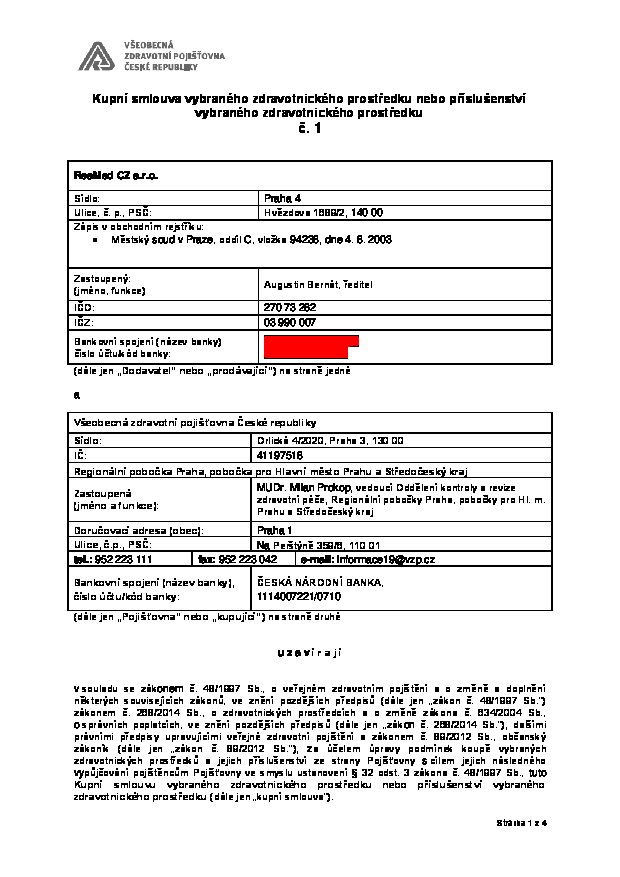 VŠEOBECNÁ
ZDRAVOTNÍ POJIŠŤOVNA
ČESKÉ REPUBLIKY
Kupní smlouva vybraného zdravotnického prostředku nebo příslušenství
vybraného zdravotnického prostředku
č. 1
ResMed CZ s.r.o.
Sídlo: Praha 4
Ulice, č. p., PSČ: Hvězdova 1689/2, 140 00
Zápis v obchodním rejstříku:
• Městský soud v Praze, oddíl C, vložka 94236, dne 4. 6. 2003
Zastoupený:
(jméno, funkce) Augustin Bernát, ředitel
IČO: 270 73 262
IČZ: 03 990 007
Bankovní spojení (název banky)
číslo účtu/kód banky:
(dále jen „Dodavatel“ nebo „prodávající“) na straně jedné
a
Všeobecná zdravotní pojišťovna České republiky
Sídlo: Orlická 4/2020, Praha 3, 130 00
IČ: 41197518
Regionální pobočka Praha, pobočka pro Hlavní město Prahu a Středočeský kraj
Zastoupená
(jméno a funkce): MUDr. Milan Prokop, vedoucí Oddělení kontroly a revize
zdravotní péče, Regionální pobočky Praha, pobočky pro Hl. m.
Prahu a Středočeský kraj
Doručovací adresa (obec): Praha 1
Ulice, č.p., PSČ: Na Perštýně 359/6, 110 01
tel.: 952 223 111 fax: 952 223 042 e-mail: informace19@vzp.cz
Bankovní spojení (název banky), ČESKÁ NÁRODNÍ BANKA,
číslo účtu/kód banky: 1114007221/0710
(dále jen „Pojišťovna“ nebo „kupující“) na straně druhé
u z a v í r a j í
v souladu se zákonem č. 48/1997 Sb., o veřejném zdravotním pojištění a o změně a doplnění
některých souvisejících zákonů, ve znění pozdějších předpisů (dále jen „zákon č. 48/1997 Sb.“)
zákonem č. 268/2014 Sb., o zdravotnických prostředcích a o změně zákona č. 634/2004 Sb.,
o správních poplatcích, ve znění pozdějších předpisů (dále jen „zákon č. 268/2014 Sb.“), dalšími
právními předpisy upravujícími veřejné zdravotní pojištění a zákonem č. 89/2012 Sb., občanský
zákoník (dále jen „zákon č. 89/2012 Sb.“), za účelem úpravy podmínek koupě vybraných
zdravotnických prostředků a jejich příslušenství ze strany Pojišťovny s cílem jejich následného
vypůjčování pojištěncům Pojišťovny ve smyslu ustanovení § 32 odst. 3 zákona č. 48/1997 Sb., tuto
Kupní smlouvu vybraného zdravotnického prostředku nebo příslušenství vybraného
zdravotnického prostředku (dále jen „kupní smlouva“).
Stránka 1 z 4